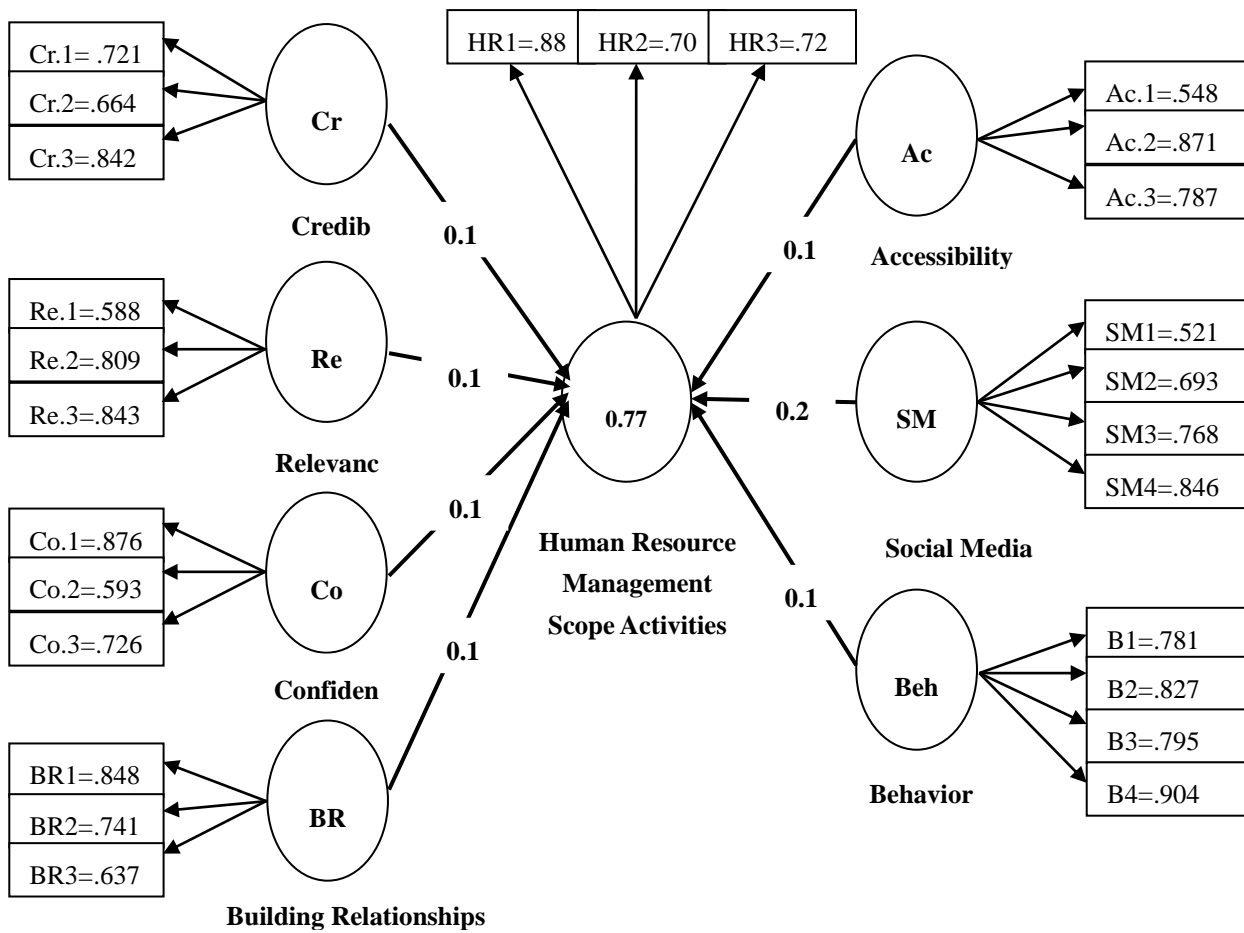 Cr.1= .721
Cr.2=.664
Cr.3=.842
Cr
Credib
HR1=.88
HR2=.70
HR3=.72
Ac
Accessibility
Ac.1=.548
Ac.2=.871
Ac.3=.787
0.1
0.1
Re.1=.588
Re.2=.809
Re.3=.843
Re
Relevanc
0.1
0.77
Human Resource
Management
Scope Activities
0.2
SM
Social Media
SM1=.521
SM2=.693
SM3=.768
SM4=.846
Co.1=.876
Co.2=.593
Co.3=.726
Co
Confiden
0.1
0.1
Beh
Behavior
B1=.781
B2=.827
B3=.795
B4=.904
BR1=.848
BR2=.741
BR3=.637
BR
Building Relationships
0.1